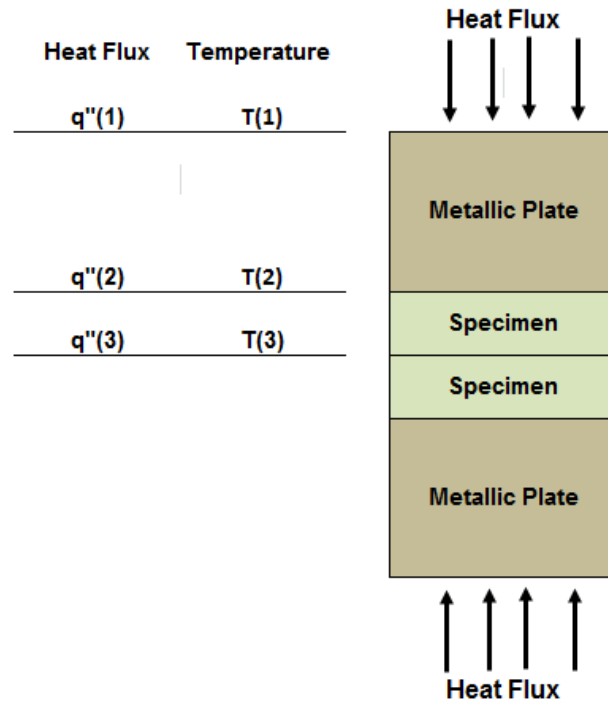 Heat Flux
Heat Flux Temperature
q"(1) T(1)
Metallic Plate
q"(2) T(2)
Specimen
q"(3) T(3)
Specimen
Metallic Plate
Heat Flux